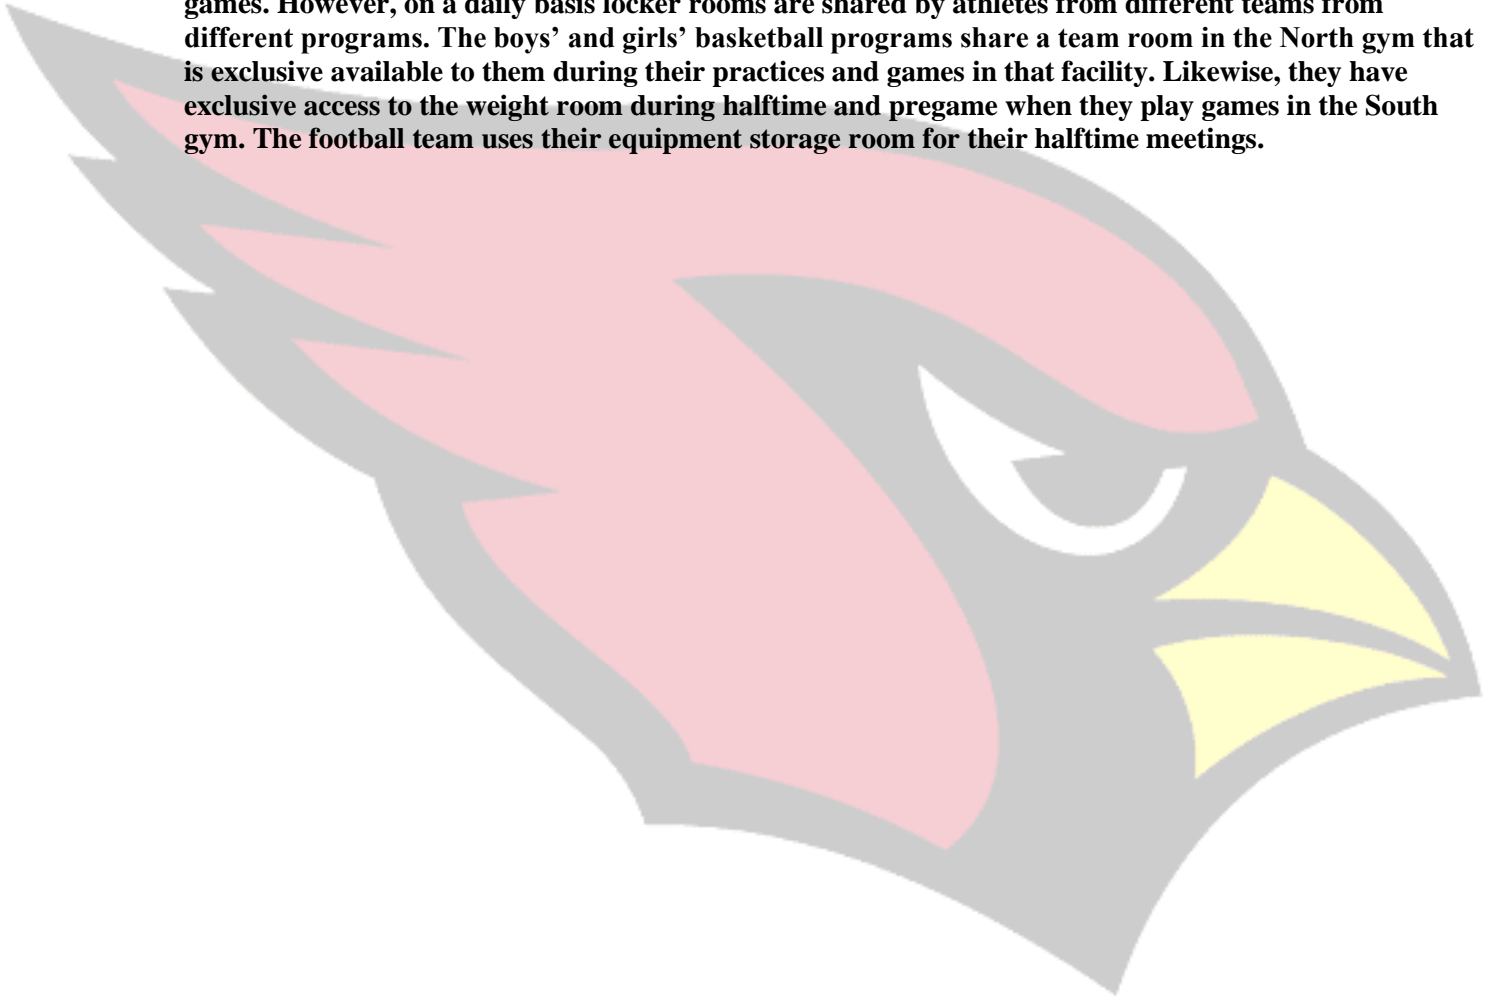 games. However, on a daily basis locker rooms are shared by athletes from different teams from
different programs. The boys’ and girls’ basketball programs share a team room in the North gym that
is exclusive available to them during their practices and games in that facility. Likewise, they have
exclusive access to the weight room during halftime and pregame when they play games in the South
gym. The football team uses their equipment storage room for their halftime meetings.